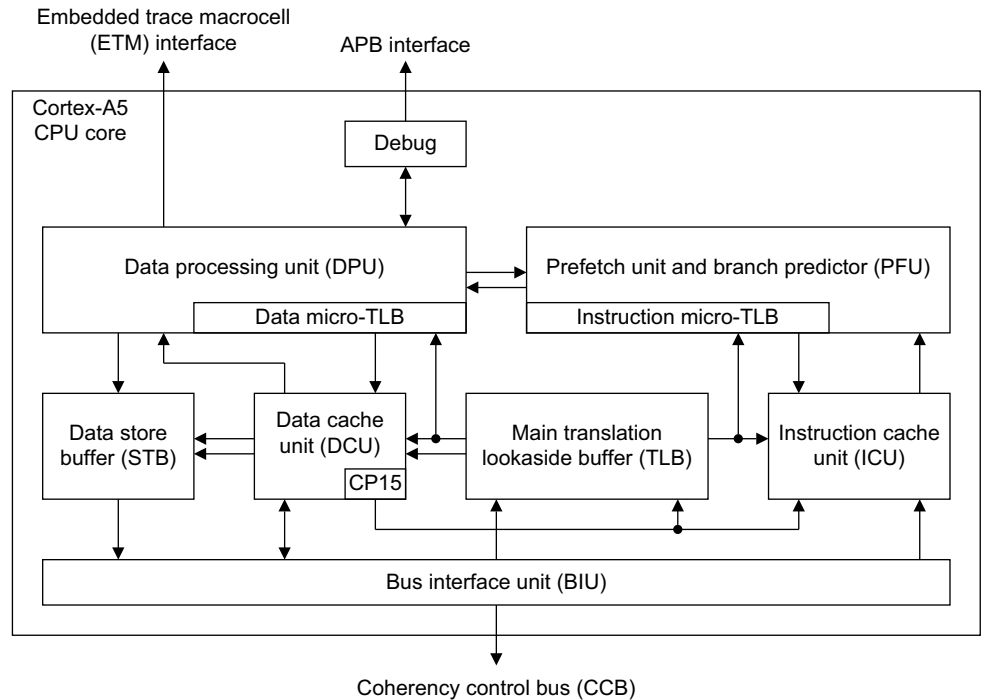 Embedded trace macrocell
(ETM) interface
APB interface
Cortex-A5
CPU core
Debug
Data processing unit (DPU)
Prefetch unit and branch predictor (PFU)
Data micro-TLB
Instruction micro-TLB
Data store
buffer (STB)
Data cache
unit (DCU)
CP15
Main translation
lookaside buffer (TLB)
Instruction cache
unit (ICU)
Bus interface unit (BIU)
Coherency control bus (CCB)